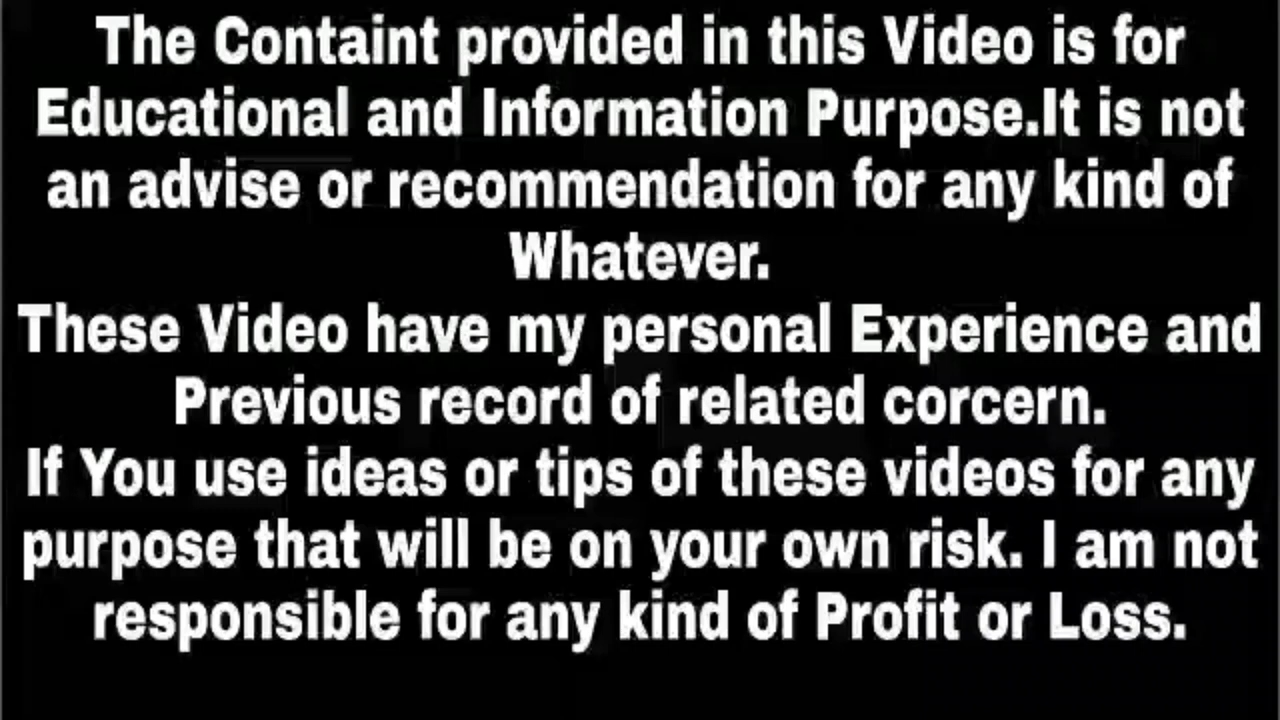 The Containt provided in this Video is for
Educational and Information Purpose.It is not
an advise or recommendation for any kind of
Whatever.
These Video have my personal Experience and
Previous record of related corcern.
If You use ideas or tips of these videos for any
purpose that will be on your own risk. I am not
responsible for any kind of Profit or Loss.